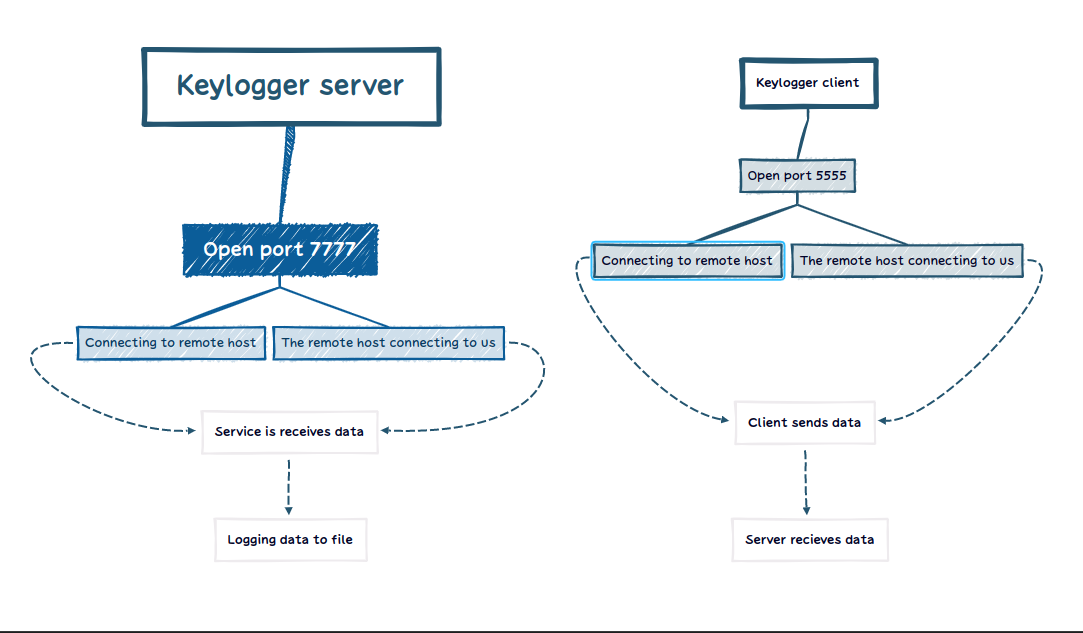 Keylogger server
Open port 7777
Connecting to remote host
The remote host connecting to us
Service is receives data
Logging data to file
Keylogger client
Open port 5555
Connecting to remote host
The remote host connecting to us
Client sends data
Server recieves data